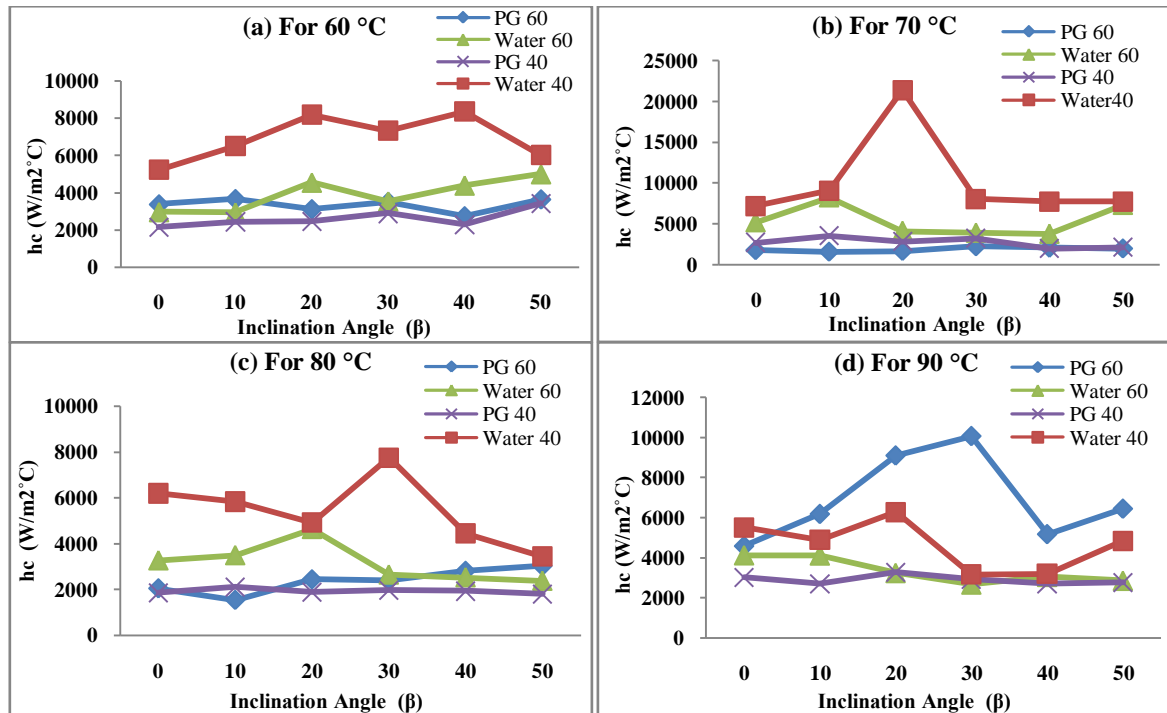 (a) For 60 °C
PG 60
Water 60
PG 40
Water 40
10000
8000
6000
4000
2000
0
hc (W/m2˚C)
0 10 20 30 40 50
Inclination Angle (β)
(b) For 70 °C
PG 60
Water 60
PG 40
Water40
25000
20000
15000
10000
5000
0
hc (W/m2˚C)
0 10 20 30 40 50
Inclination Angle (β)
(c) For 80 °C
PG 60
Water 60
PG 40
Water 40
10000
8000
6000
4000
2000
0
hc (W/m2˚C)
0 10 20 30 40 50
Inclination Angle (β)
(d) For 90 °C
PG 60
Water 60
PG 40
Water 40
12000
10000
8000
6000
4000
2000
0
hc (W/m2˚C)
0 10 20 30 40 50
Inclination Angle (β)